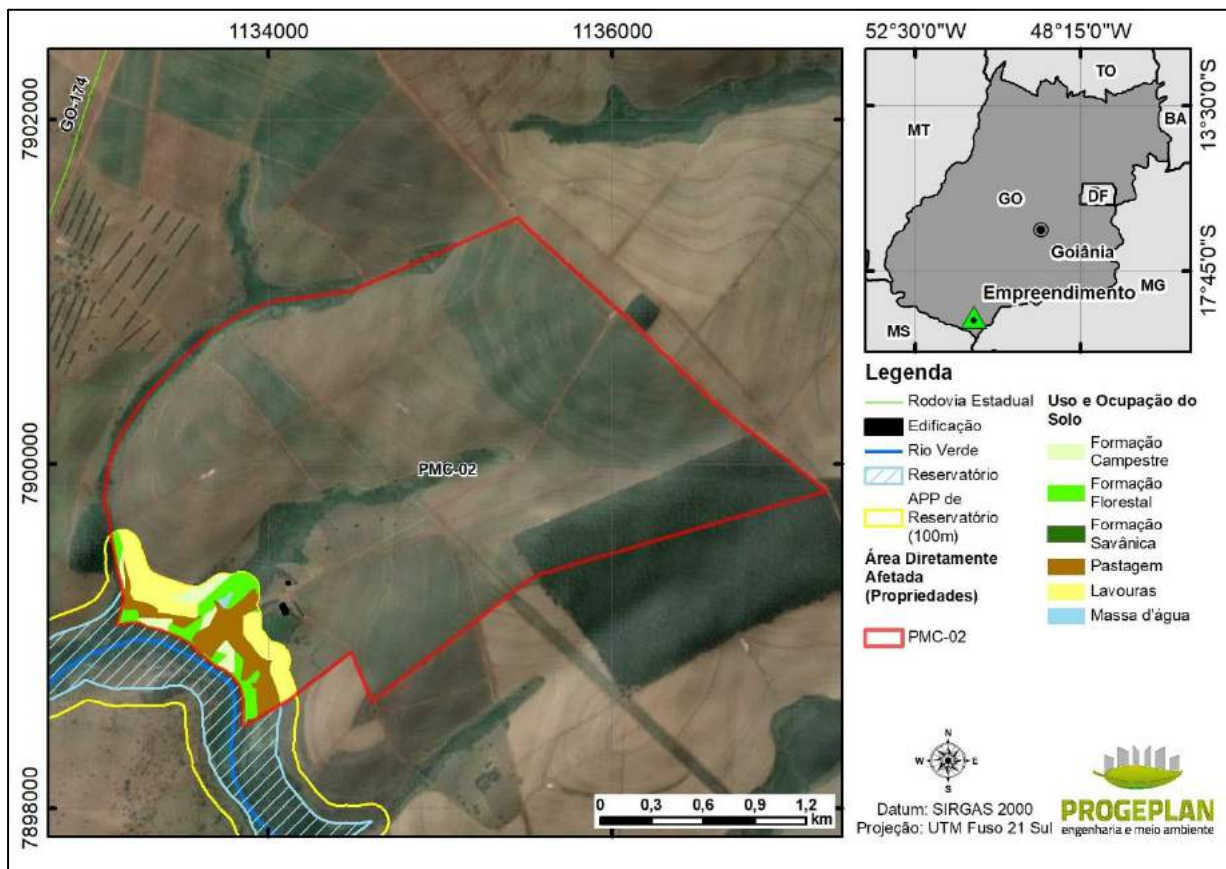 1134000
1136000
7902000
7900000
7898000
GO-174
PMC-02
0 0,3 0,6 0,9 1,2
km
52°30'0"W
48°15'0"W
13°30'0"S
17°45'0"S
TO
BA
MT
GO
DF
Goiânia
MG
Empreendimento
MS
Legenda
Rodovia Estadual
Edificação
Rio Verde
Reservatório
APP de
Reservatório
(100m)
Área Diretamente
Afetada
(Propriedades)
PMC-02
Uso e Ocupação do
Solo
Formação
Campestre
Formação
Florestal
Formação
Savânica
Pastagem
Lavouras
Massa d'água
N
W
E
S
Datum: SIRGAS 2000
Projeção: UTM Fuso 21 Sul
PROGEPLAN
engenharia e meio ambiente